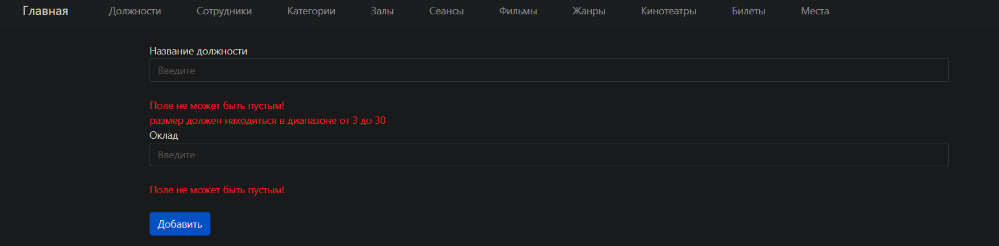 Главная Должности Сотрудники Категории Залы Сеансы Фильмы Жанры Кинотеатры Билеты Места
Название должности
Введите
Поле не может быть пустым!
размер должен находиться в диапазоне от 3 до 30
Оклад
Введите
Поле не может быть пустым!
Добавить